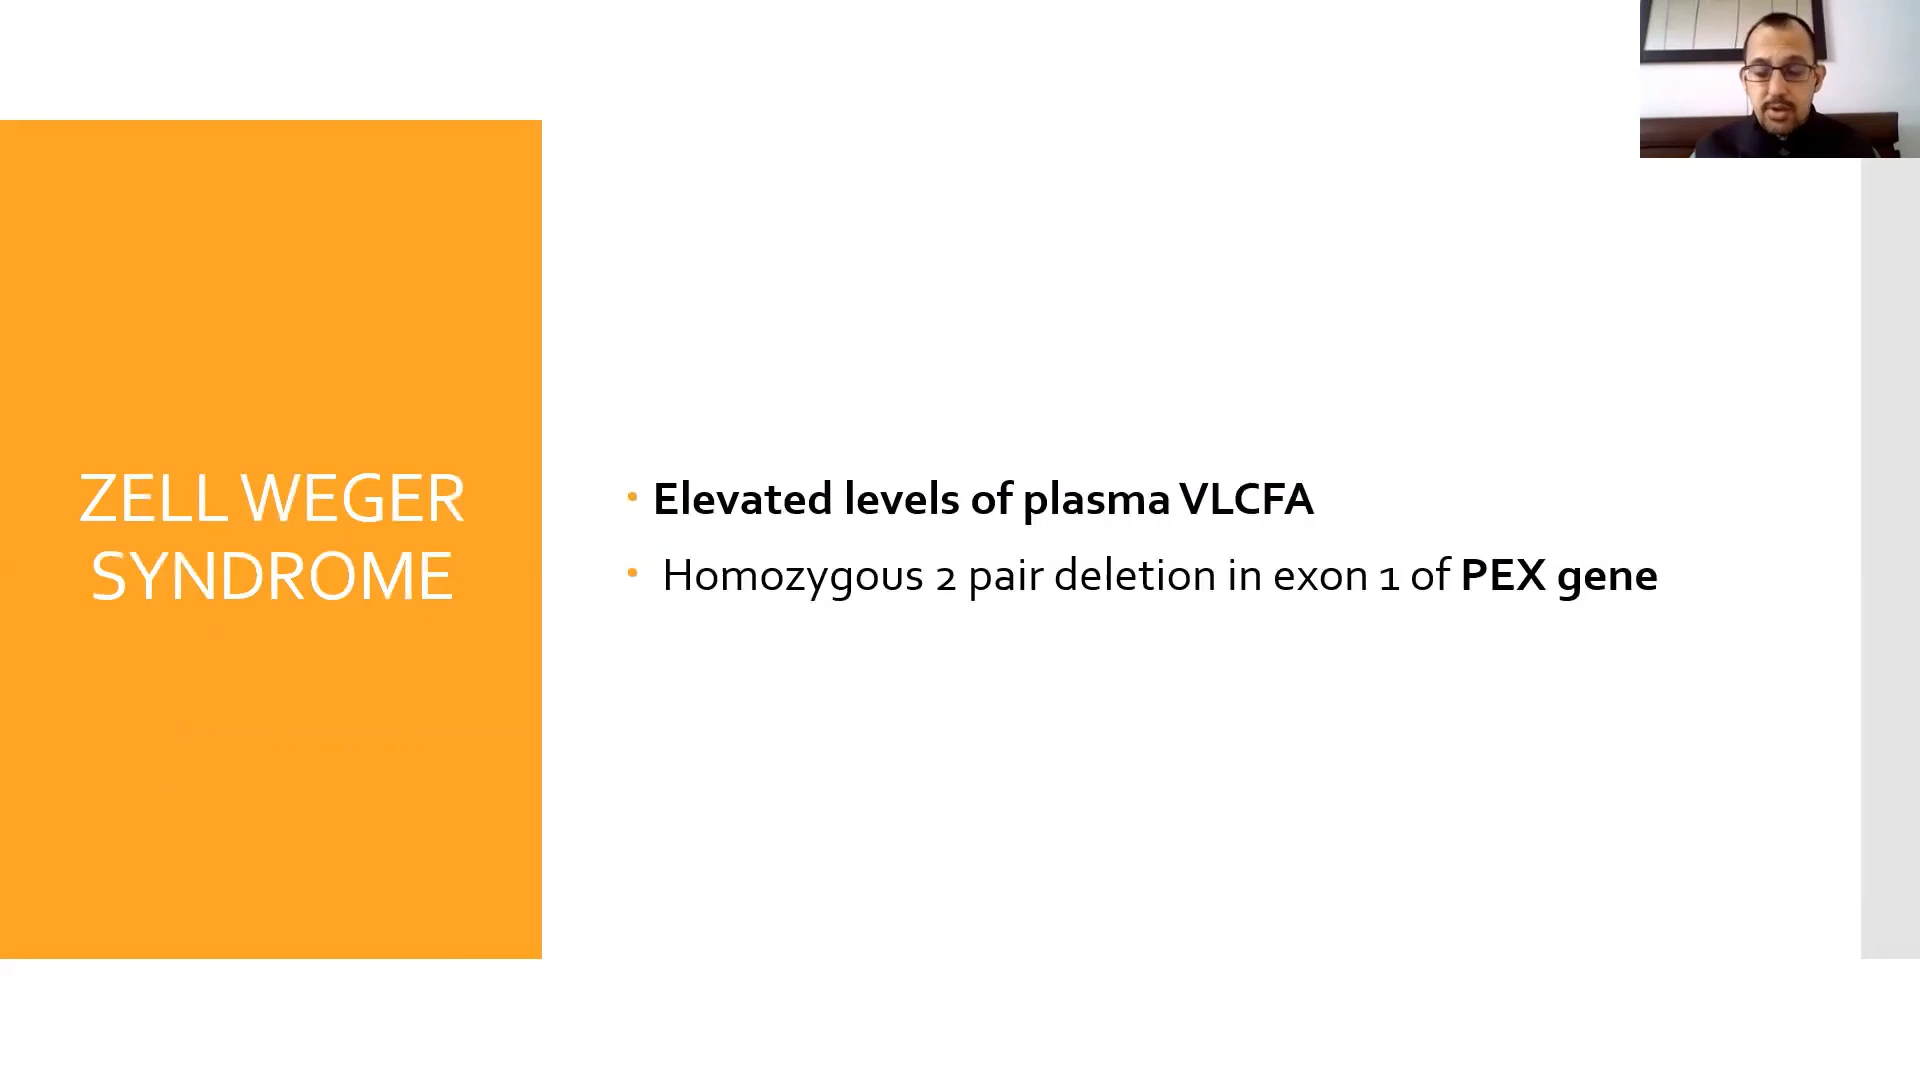 ZELL WEGER
SYNDROME
• Elevated levels of plasma VLCFA
• Homozygous 2 pair deletion in exon 1 of PEX gene